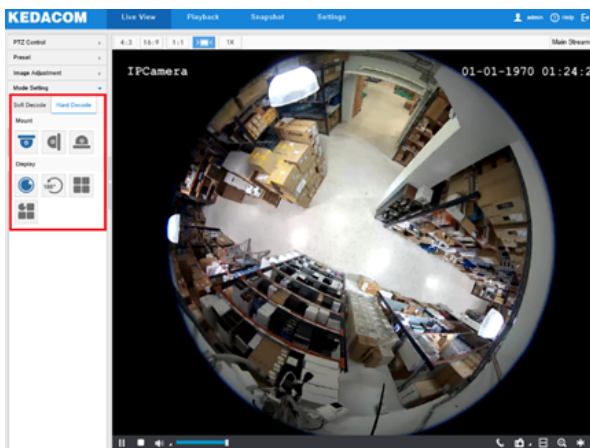 KEDACOM Live View Playback Snapshot Settings admin Help
PTZ Control 4:3 16:9 1:1 1X Main Stream
Preset
Image Adjustment
Mode Setting
Soft Decode Hard Decode
Mount
Display
180°
IPCamera 01-01-1970 01:24:2